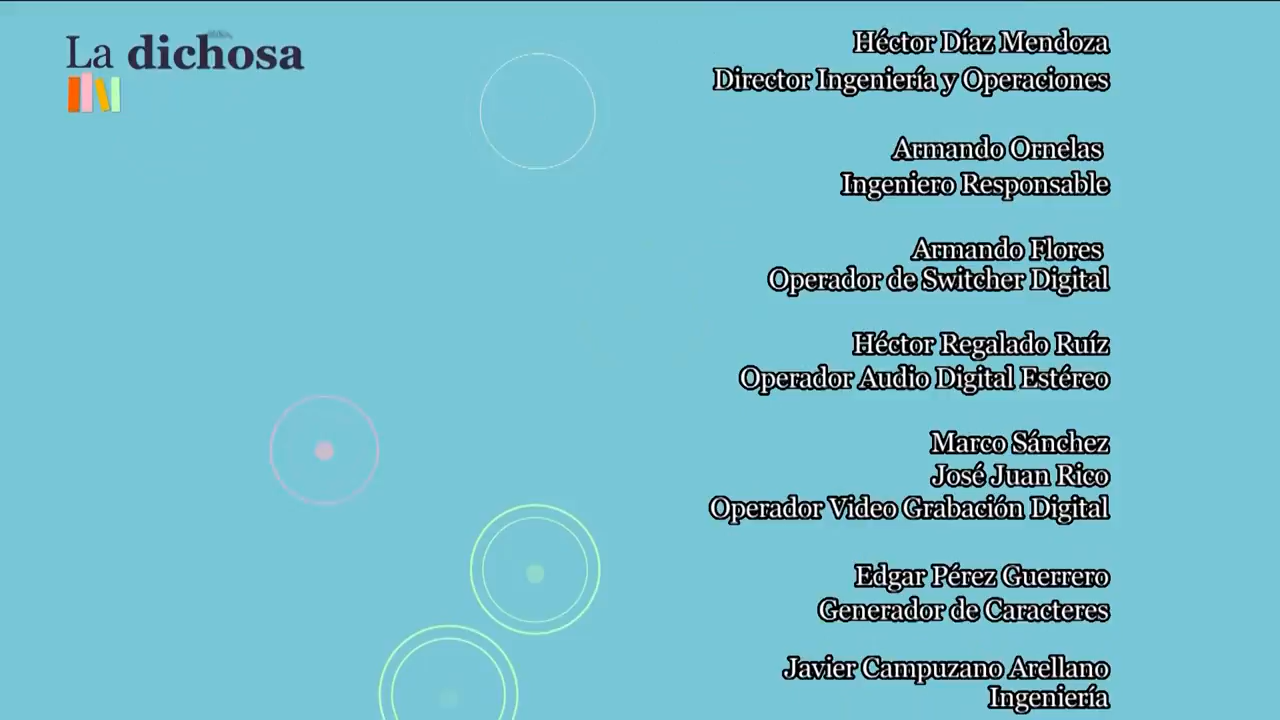 La dichosa
Héctor Díaz Mendoza
Director Ingeniería y Operaciones
Armando Ornelas
Ingeniero Responsable
Armando Flores
Operador de Switcher Digital
Héctor Regalado Ruíz
Operador Audio Digital Estéreo
Marco Sánchez
José Juan Rico
Operador Video Grabación Digital
Edgar Pérez Guerrero
Generador de Caracteres
Javier Campuzano Arellano
Ingeniería